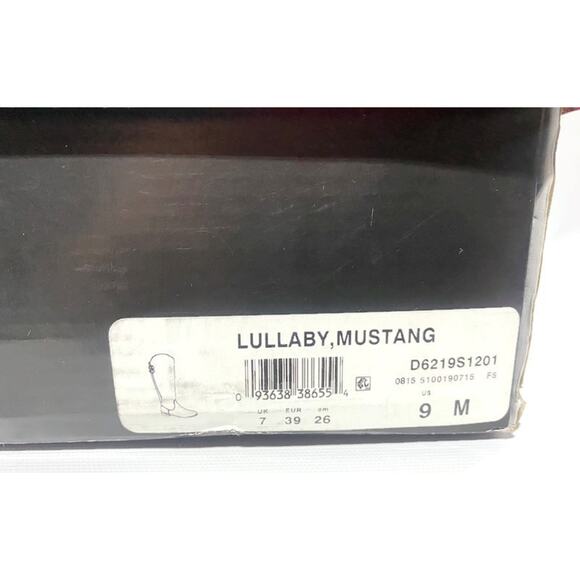 LULLABY,MUSTANG
D6219S1201
0 93638 38655 4
0815 5100190715 FS
UK EUR cm
7 39 26
US
9 M